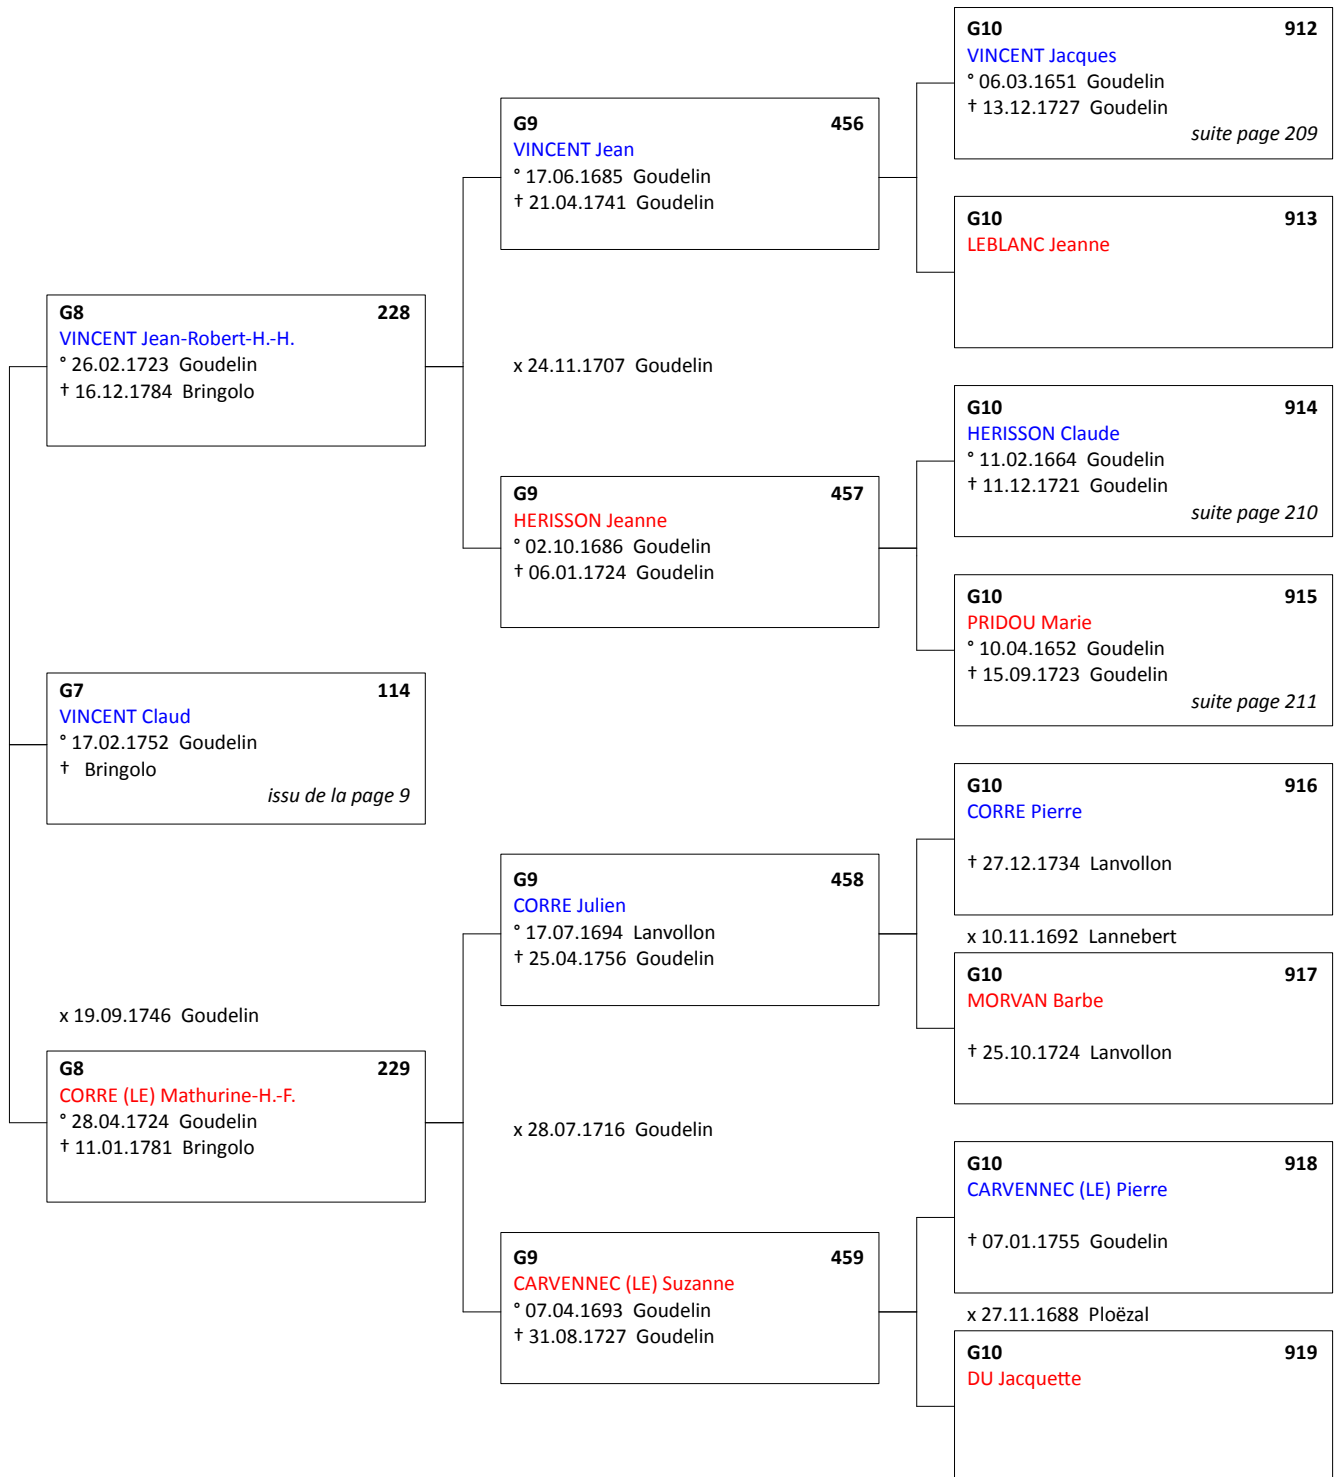 G10 912
VINCENT Jacques
° 06.03.1651 Goudelin
† 13.12.1727 Goudelin
suite page 209
G9 456
VINCENT Jean
° 17.06.1685 Goudelin
† 21.04.1741 Goudelin
G10 913
LEBLANC Jeanne
G8 228
VINCENT Jean-Robert-H.-H.
° 26.02.1723 Goudelin
† 16.12.1784 Bringolo
x 24.11.1707 Goudelin
G10 914
HERISSON Claude
° 11.02.1664 Goudelin
† 11.12.1721 Goudelin
suite page 210
G9 457
HERISSON Jeanne
° 02.10.1686 Goudelin
† 06.01.1724 Goudelin
G10 915
PRIDOU Marie
° 10.04.1652 Goudelin
† 15.09.1723 Goudelin
suite page 211
G7 114
VINCENT Claud
° 17.02.1752 Goudelin
† Bringolo
issu de la page 9
G10 916
CORRE Pierre
† 27.12.1734 Lanvollon
G9 458
CORRE Julien
° 17.07.1694 Lanvollon
† 25.04.1756 Goudelin
x 10.11.1692 Lannebert
G10 917
MORVAN Barbe
† 25.10.1724 Lanvollon
x 19.09.1746 Goudelin
G8 229
CORRE (LE) Mathurine-H.-F.
° 28.04.1724 Goudelin
† 11.01.1781 Bringolo
x 28.07.1716 Goudelin
G10 918
CARVENNEC (LE) Pierre
† 07.01.1755 Goudelin
G9 459
CARVENNEC (LE) Suzanne
° 07.04.1693 Goudelin
† 31.08.1727 Goudelin
x 27.11.1688 Ploëzal
G10 919
DU Jacquette